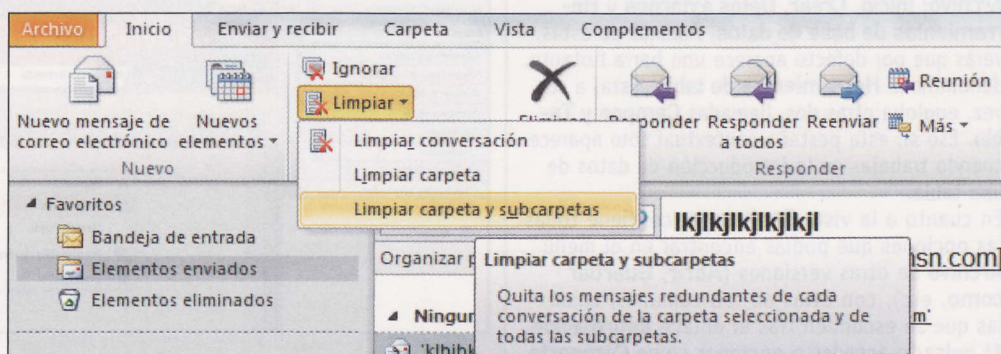 Archivo Inicio Enviar y recibir Carpeta Vista Complementos
Nuevo mensaje de correo electrónico
Nuevos elementos
Nuevo
Ignorar
Limpiar
Limpiar conversación
Limpiar carpeta
Limpiar carpeta y subcarpetas
Responder
Responder a todos
Reenviar
Reunión
Más
Responder
Favoritos
Bandeja de entrada
Elementos enviados
Elementos eliminados
Organizar p
Ningur
lkjlkjlkjlkjlkj
Limpiar carpeta y subcarpetas
Quita los mensajes redundantes de cada
conversación de la carpeta seleccionada y de
todas las subcarpetas.